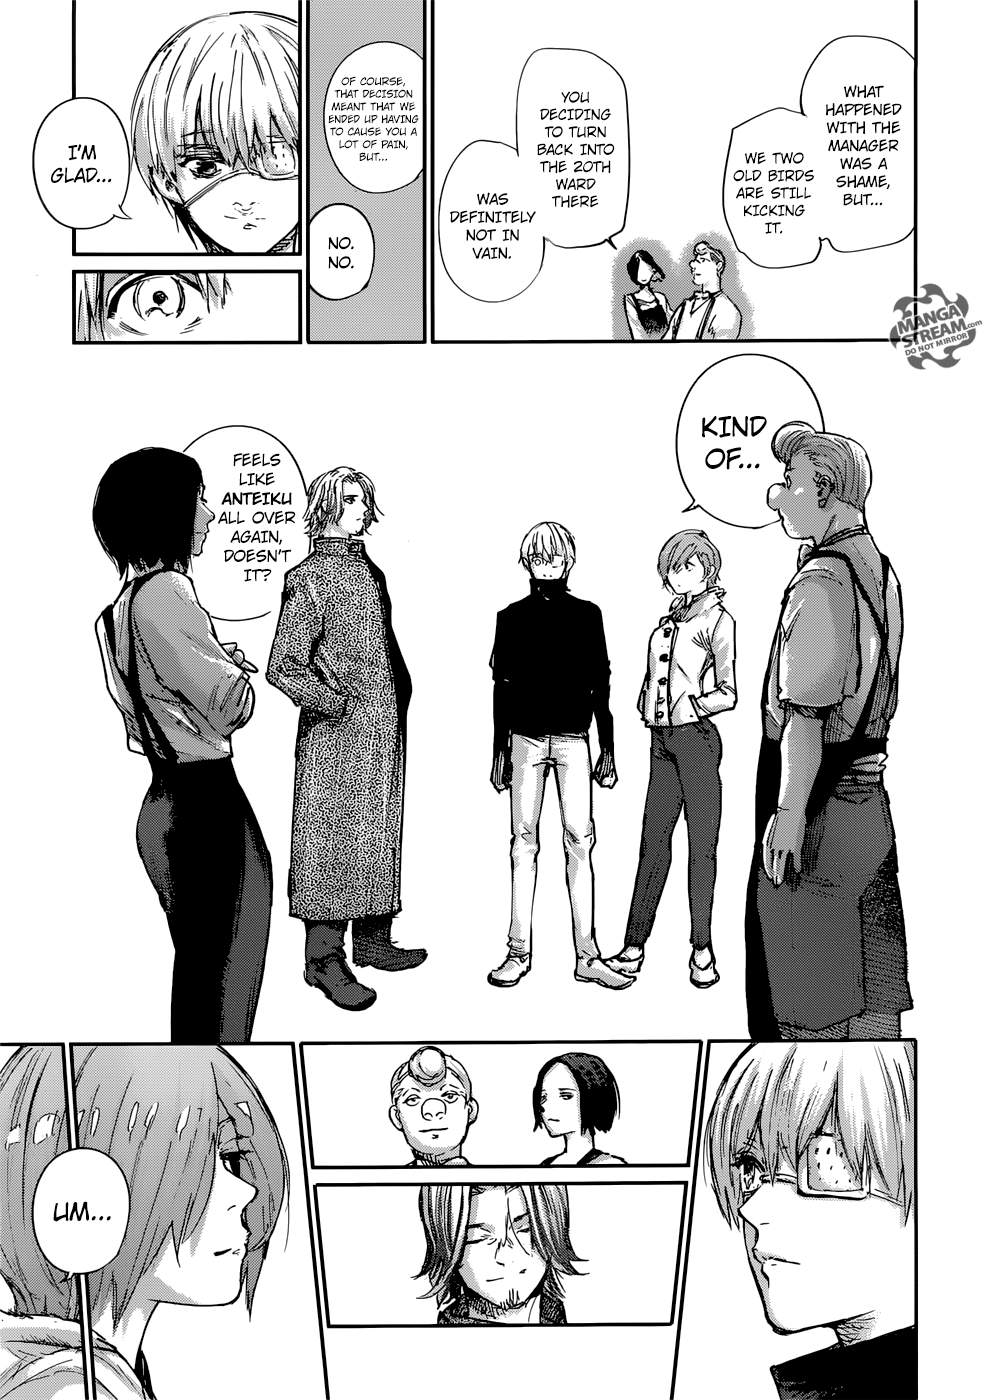 WHAT
HAPPENED
WITH THE
MANAGER
WAS A
SHAME,
BUT...
WE TWO
OLD BIRDS
ARE STILL
KICKING
IT.
YOU
DECIDING
TO TURN
BACK INTO
THE 20TH
WARD
THERE
WAS
DEFINITELY
NOT IN
VAIN.
OF COURSE,
THAT DECISION
MEANT THAT WE
ENDED UP HAVING
TO CAUSE YOU A
LOT OF PAIN,
BUT...
NO.
NO.
I'M
GLAD...
MANGA
STREAM.com
DO NOT MIRROR
KIND
OF...
FEELS
LIKE
ANTEIKU
ALL OVER
AGAIN,
DOESN'T
IT?
UM...